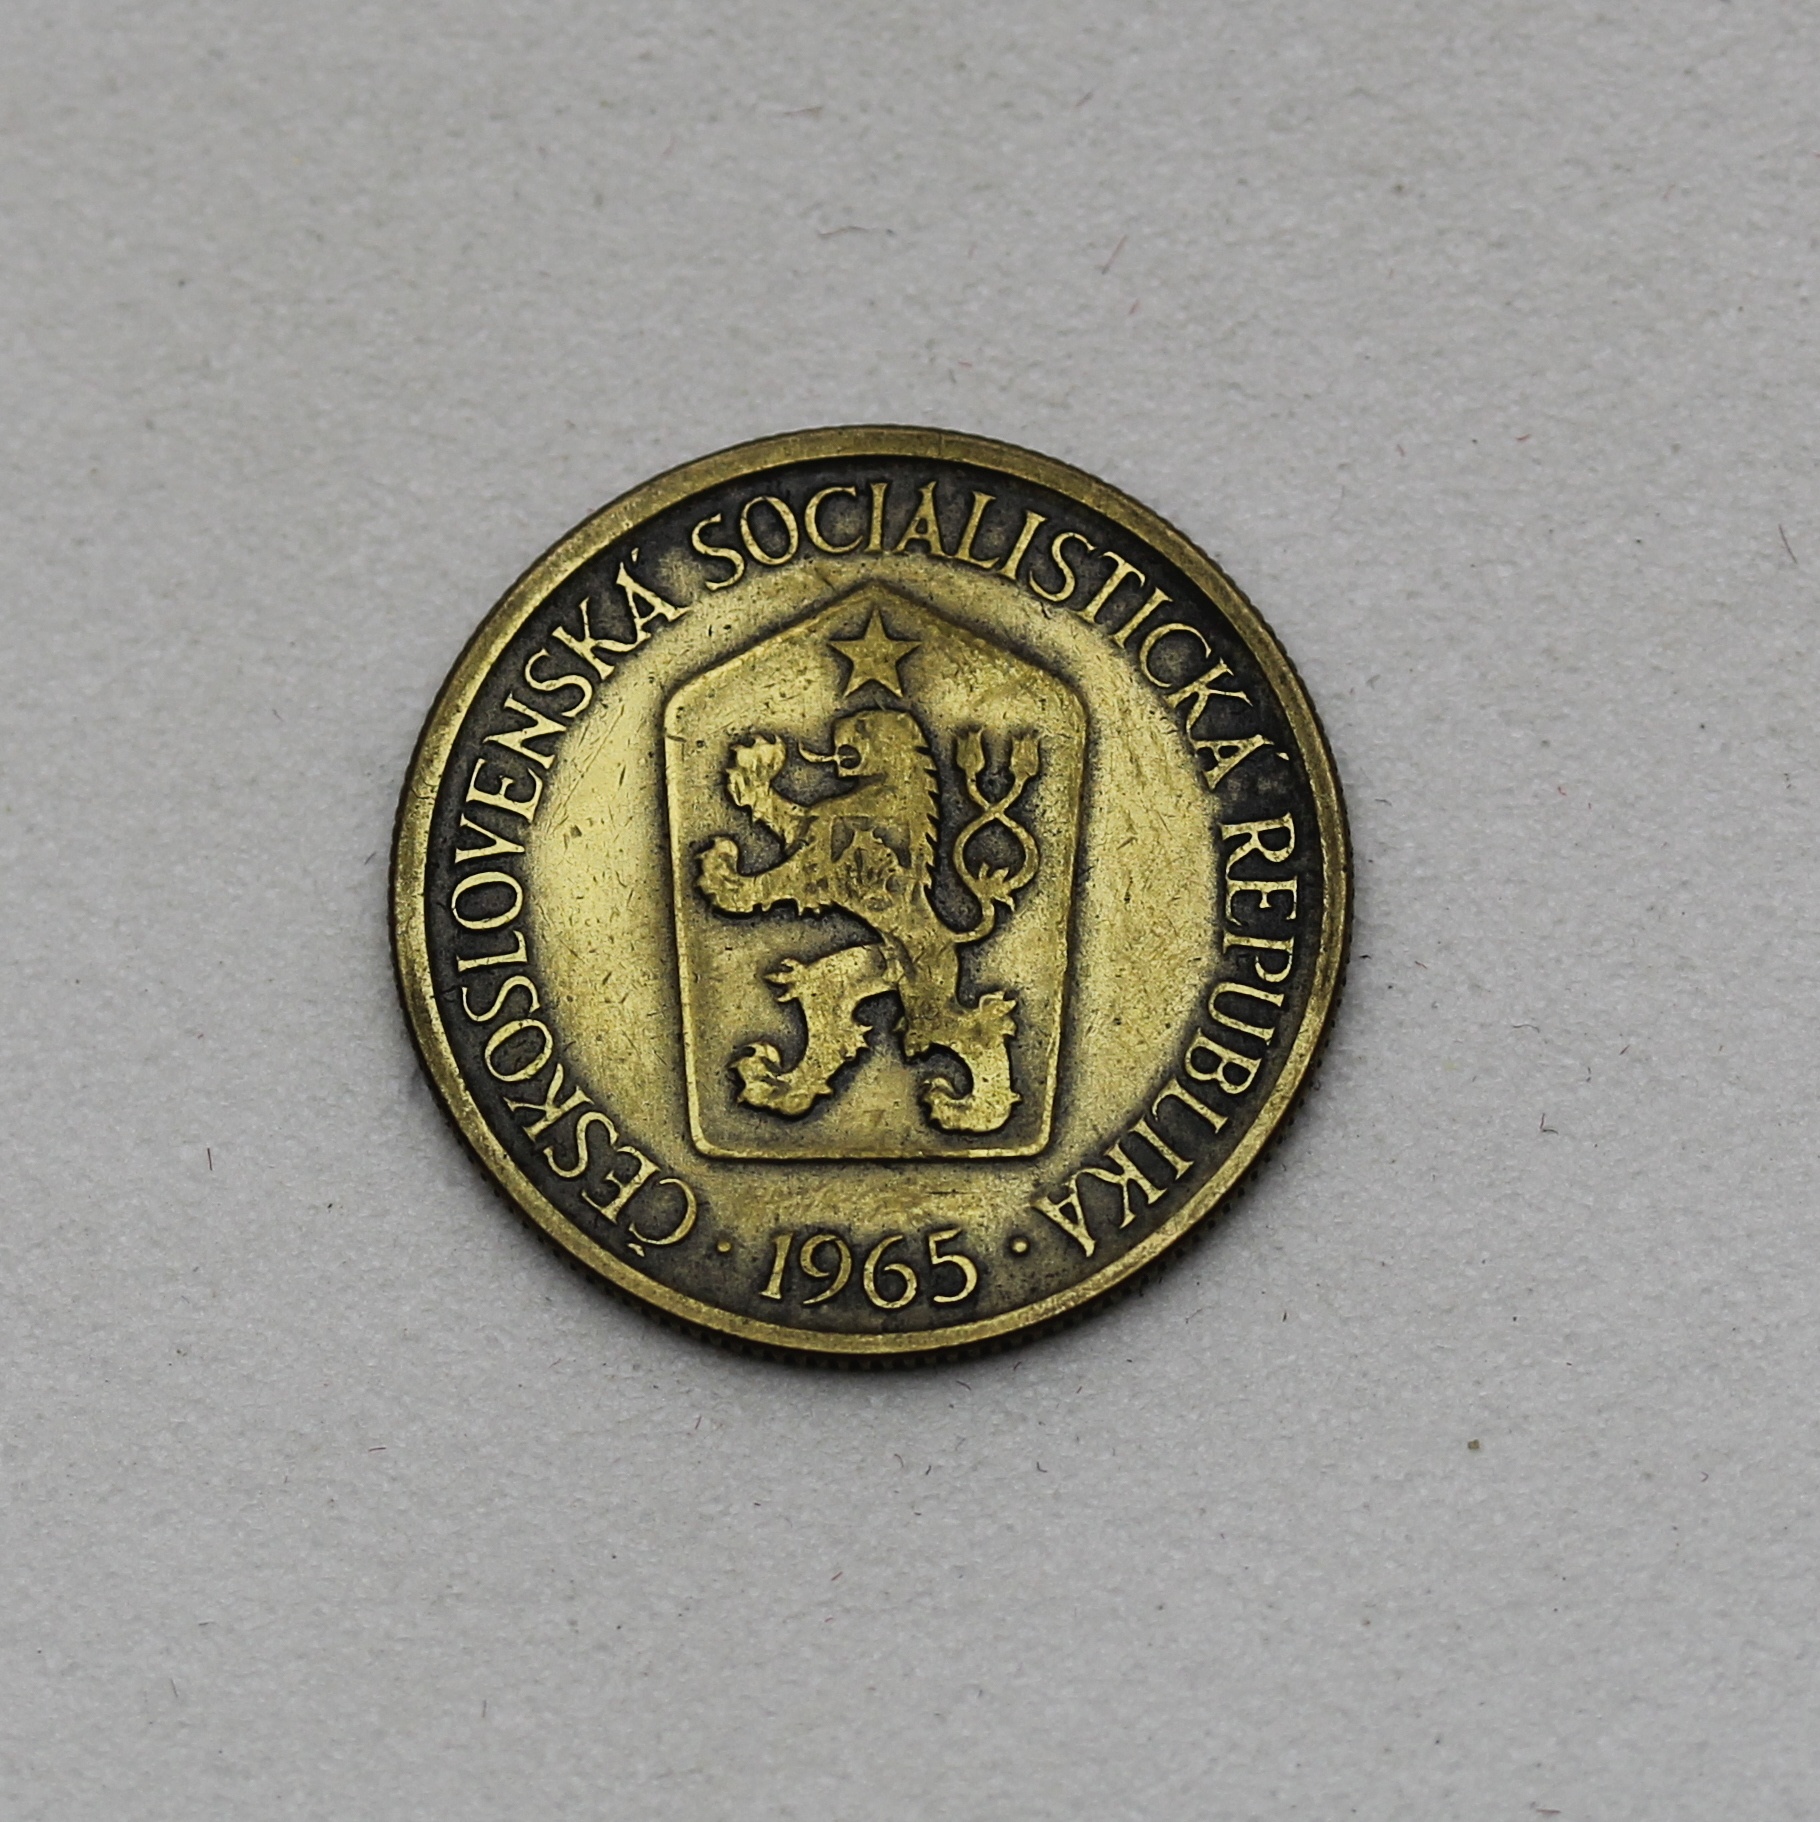 ČESKOSLOVENSKÁ SOCIALISTICKÁ REPUBLIKA
· 1965 ·